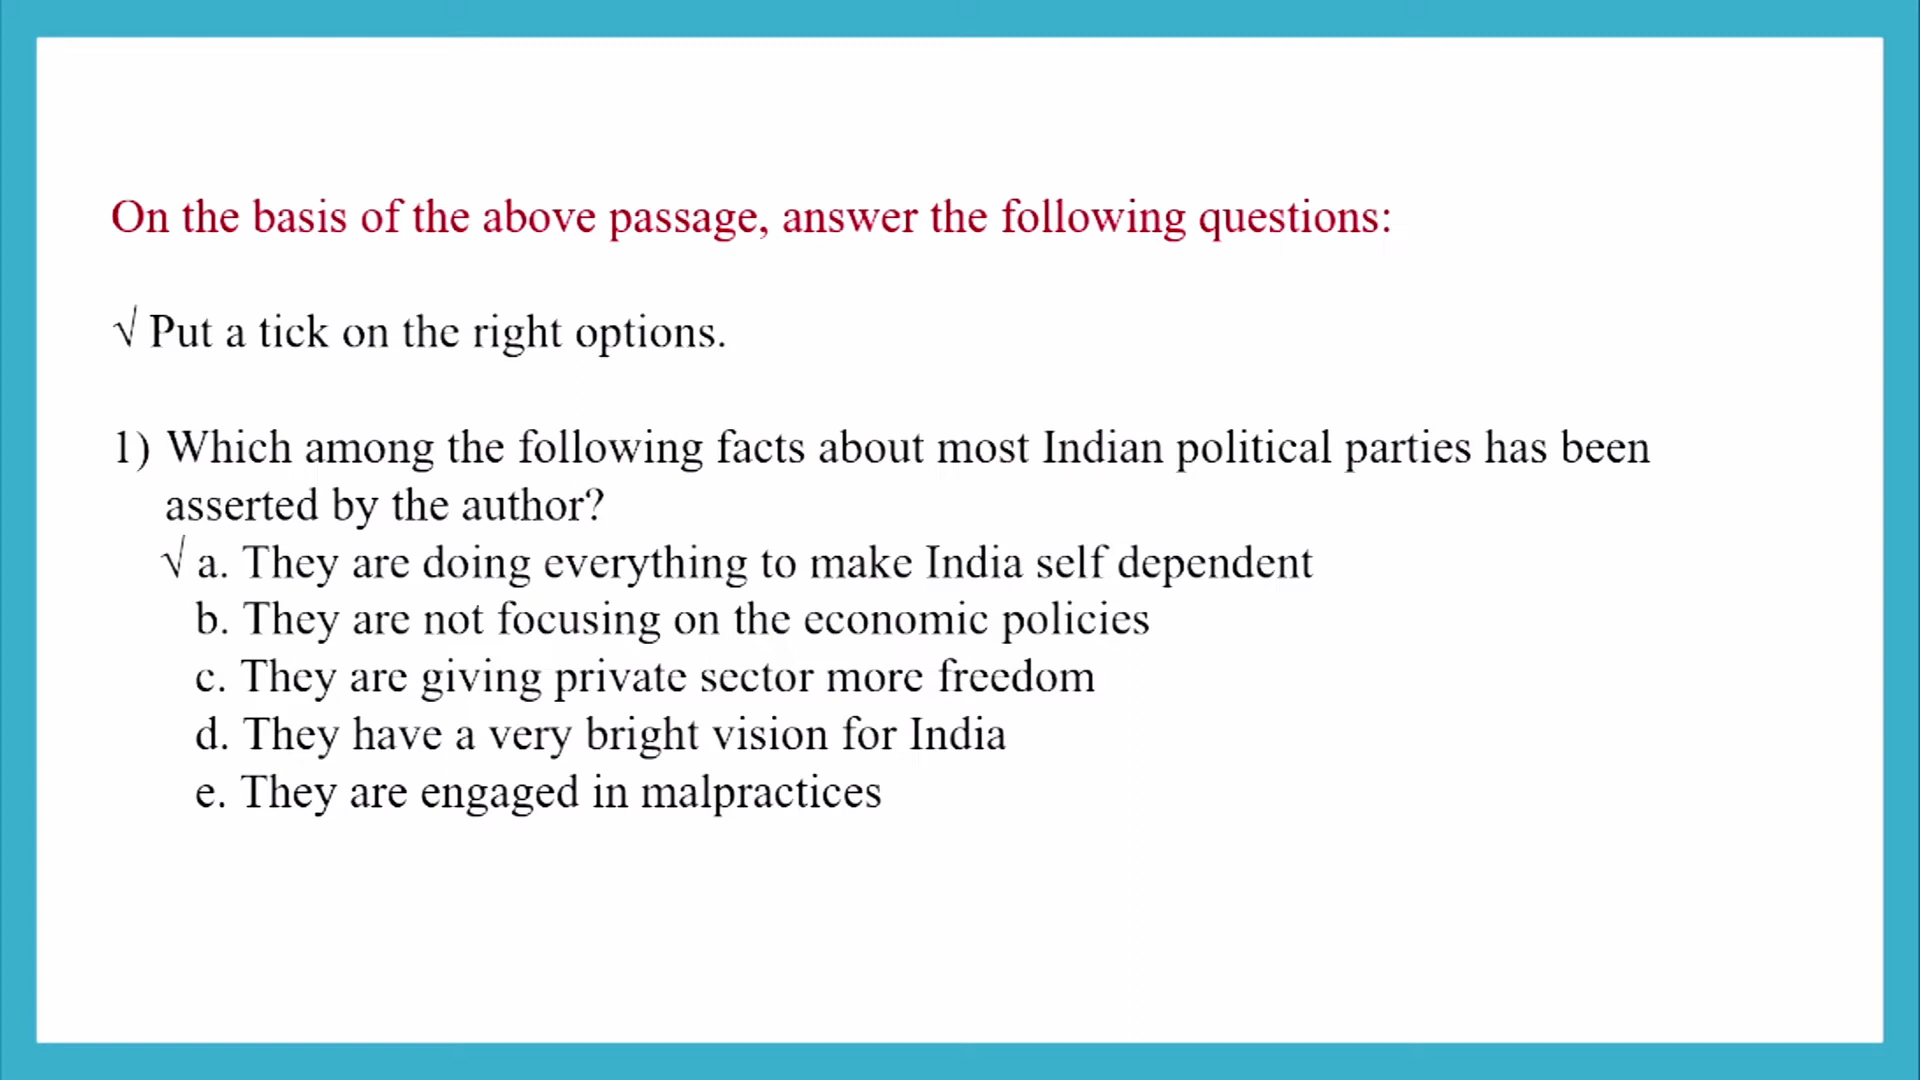 On the basis of the above passage, answer the following questions:
√ Put a tick on the right options.
1) Which among the following facts about most Indian political parties has been
asserted by the author?
√ a. They are doing everything to make India self dependent
b. They are not focusing on the economic policies
c. They are giving private sector more freedom
d. They have a very bright vision for India
e. They are engaged in malpractices